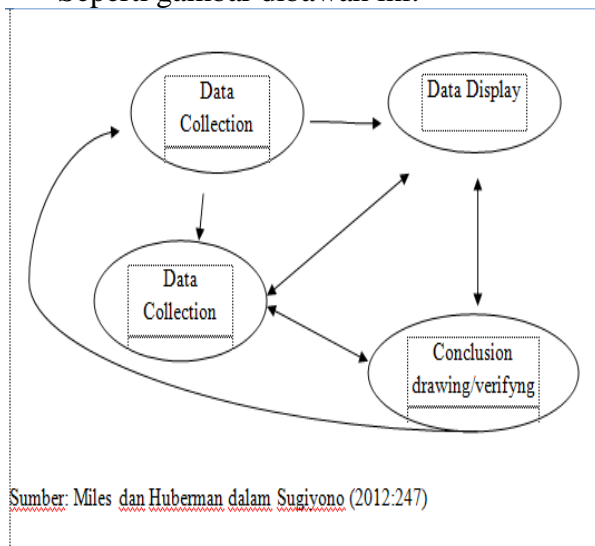 Seperti gambar dibawah ini:
Data
Collection
Data Display
Data
Collection
Conclusion
drawing/verifyng
Sumber: Miles dan Huberman dalam Sugiyono (2012:247)